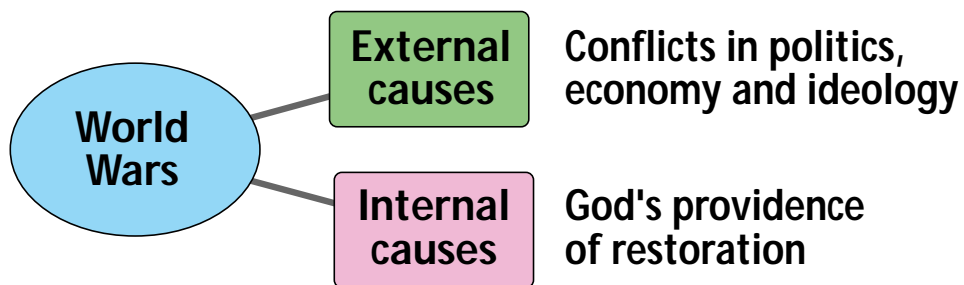 World
Wars
External
causes
Conflicts in politics,
economy and ideology
Internal
causes
God's providence
of restoration